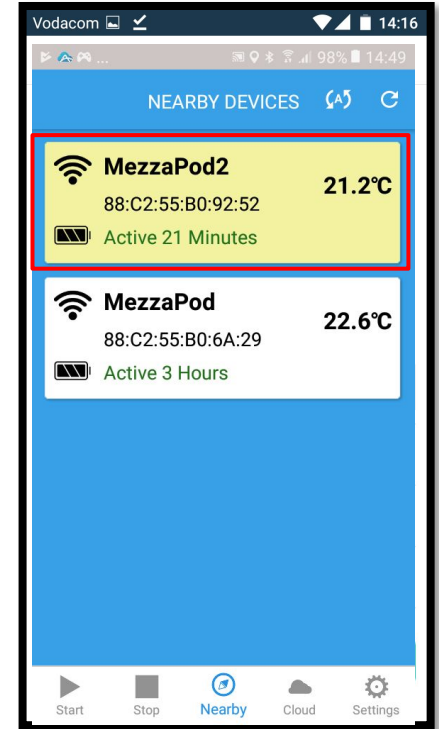 Vodacom 14:16
... 98% 14:49
NEARBY DEVICES A
MezzaPod2
21.2°C
88:C2:55:B0:92:52
Active 21 Minutes
MezzaPod
22.6°C
88:C2:55:B0:6A:29
Active 3 Hours
Start Stop Nearby Cloud Settings